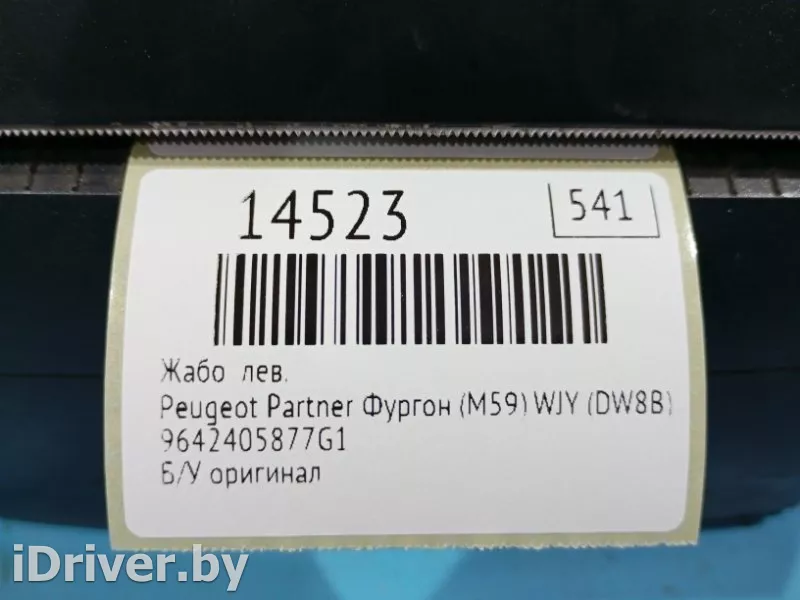 14523
541
Жабо лев.
Peugeot Partner Фургон (M59) WJY (DW8B)
9642405877G1
Б/У оригинал
iDriver.by